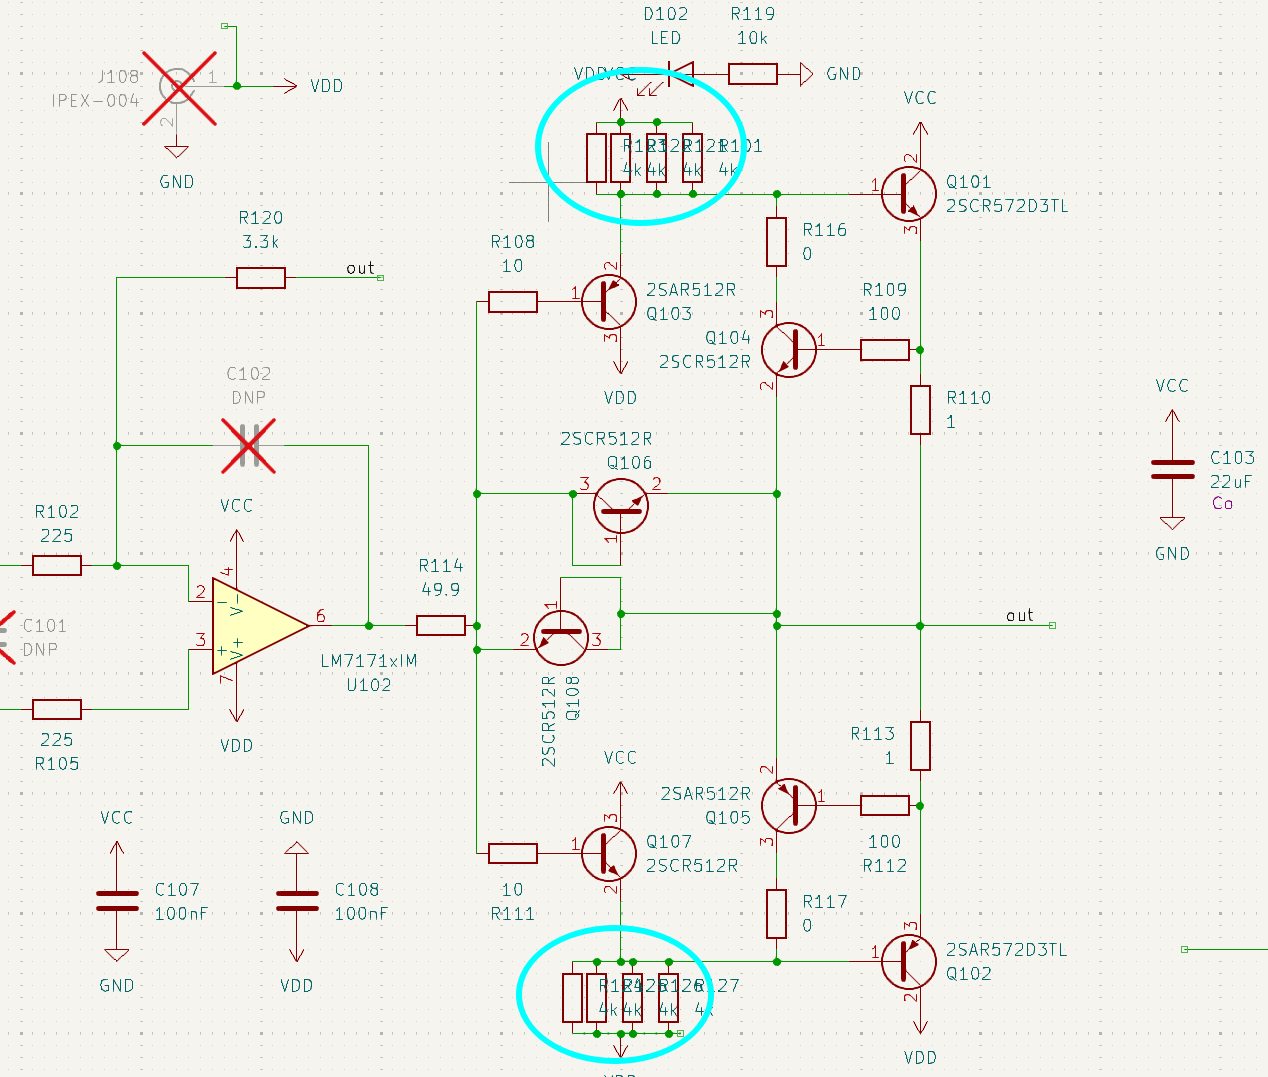 D102
LED
R119
10k
VCC
GND
J108
IPEX-004
1
2
VDD
GND
4k
4k
4k
4k
VCC
2
1
3
Q101
2SCR572D3TL
R120
3.3k
out
R108
10
1
2
3
2SAR512R
Q103
VDD
R116
0
R109
100
3
1
2
Q104
2SCR512R
R110
1
C102
DNP
VCC
C103
22uF
Co
GND
2SCR512R
Q106
3
2
1
R102
225
VCC
4
2
3
6
7
-
+
V-
V+
LM7171xIM
U102
VDD
C101
DNP
R114
49.9
1
2
3
2SCR512R
Q108
out
225
R105
R113
1
VCC
3
1
2
Q107
2SCR512R
2SAR512R
Q105
2
1
3
100
R112
10
R111
R117
0
VCC
C107
100nF
GND
GND
C108
100nF
VDD
3
1
2
2SAR572D3TL
Q102
VDD
4k
4k
4k
4k